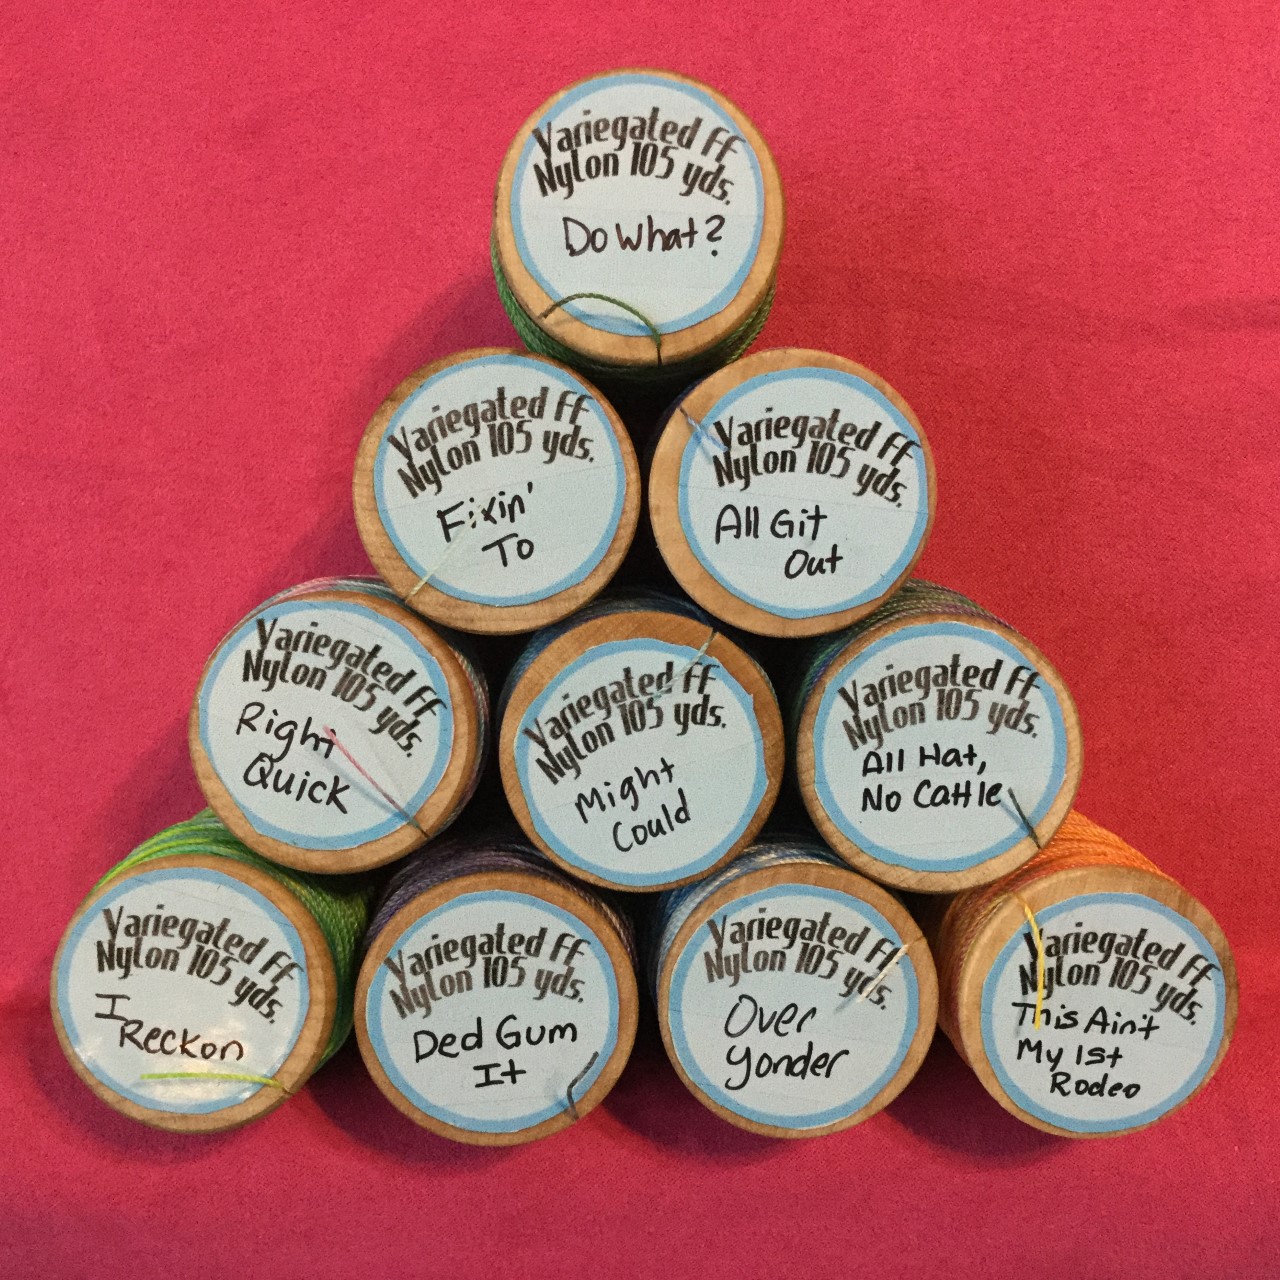 Variegated FF
Nylon 105 yds.
Do What?
Variegated FF
Nylon 105 yds.
Fixin'
To
Variegated FF
Nylon 105 yds.
All Git
Out
Variegated FF
Nylon 105 yds.
Right
Quick
Variegated FF
Nylon 105 yds.
Might
Could
Variegated FF
Nylon 105 yds.
All Hat,
No Cattle
Variegated FF
Nylon 105 yds.
I
Reckon
Variegated FF
Nylon 105 yds.
Ded Gum
It
Variegated FF
Nylon 105 yds.
Over
Yonder
Variegated FF
Nylon 105 yds.
This Ain't
My 1st
Rodeo